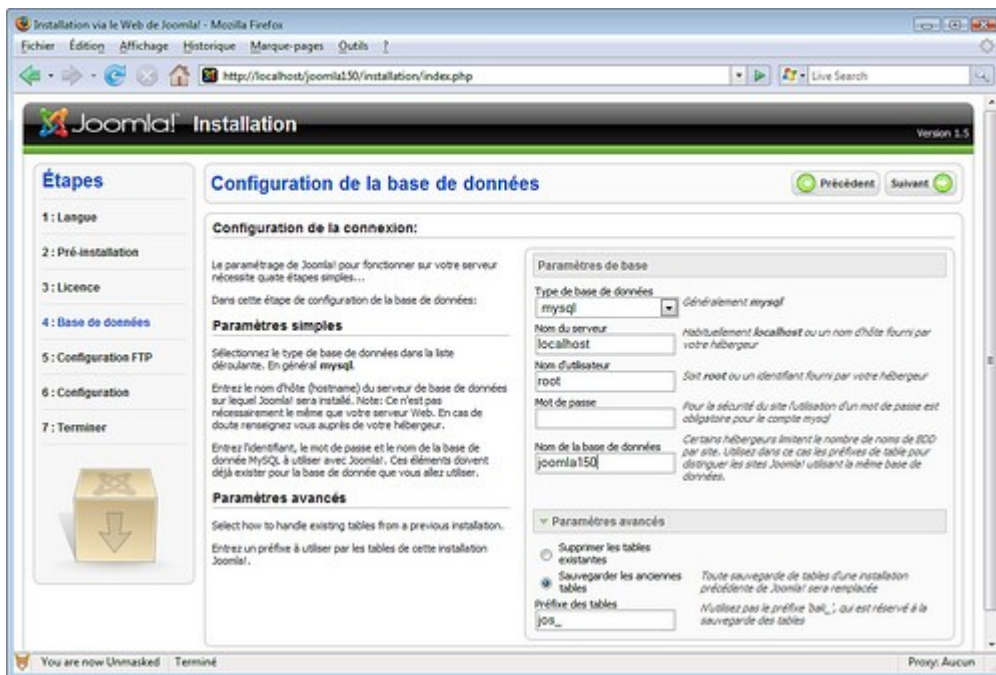 Installation via le Web de Joomla! - Mozilla Firefox
Fichier Édition Affichage Historique Marque-pages Outils ?
http://localhost/joomla150/installation/index.php
Live Search
Joomla! Installation
Version 1.5
Étapes
1 : Langue
2 : Pré-installation
3 : Licence
4 : Base de données
5 : Configuration FTP
6 : Configuration
7 : Terminer
Configuration de la base de données
Précédent
Suivant
Configuration de la connexion:
Le paramétrage de Joomla! pour fonctionner sur votre serveur
nécessite quate étapes simples...
Dans cette étape de configuration de la base de données:
Paramètres simples
Sélectionnez le type de base de données dans la liste
déroulante. En général mysql.
Entrez le nom d'hôte (hostname) du serveur de base de données
sur lequel Joomla! sera installé. Note: Ce n'est pas
nécessairement le même que votre serveur Web. En cas de
doute renseignez vous auprès de votre hébergeur.
Entrez l'identifiant, le mot de passe et le nom de la base de
donnée MySQL à utiliser avec Joomla!. Ces éléments doivent
déjà exister pour la base de donnée que vous allez utiliser.
Paramètres avancés
Select how to handle existing tables from a previous installation.
Entrez un préfixe à utiliser par les tables de cette installation
Joomla!.
Paramètres de base
Type de base de données
mysql
Généralement mysql
Nom du serveur
localhost
Habituellement localhost ou un nom d'hôte fourni par
votre hébergeur
Nom d'utilisateur
root
Soit root ou un identifiant fourni par votre hébergeur
Mot de passe
Pour la sécurité du site l'utilisation d'un mot de passe est
obligatoire pour le compte mysql
Nom de la base de données
joomla150
Certains hébergeurs limitent le nombre de noms de BDD
par site. Utilisez dans ce cas les préfixes de table pour
distinguer les sites Joomla! utilisant la même base de
données.
Paramètres avancés
Supprimer les tables
existantes
Sauvegarder les anciennes
tables
Toute sauvegarde de tables d'une installation
précédente de Joomla! sera remplacée
Préfixe des tables
jos_
N'utilisez pas le préfixe 'bak_', qui est réservé à la
sauvegarde des tables
You are now Unmasked Terminé
Proxy: Aucun